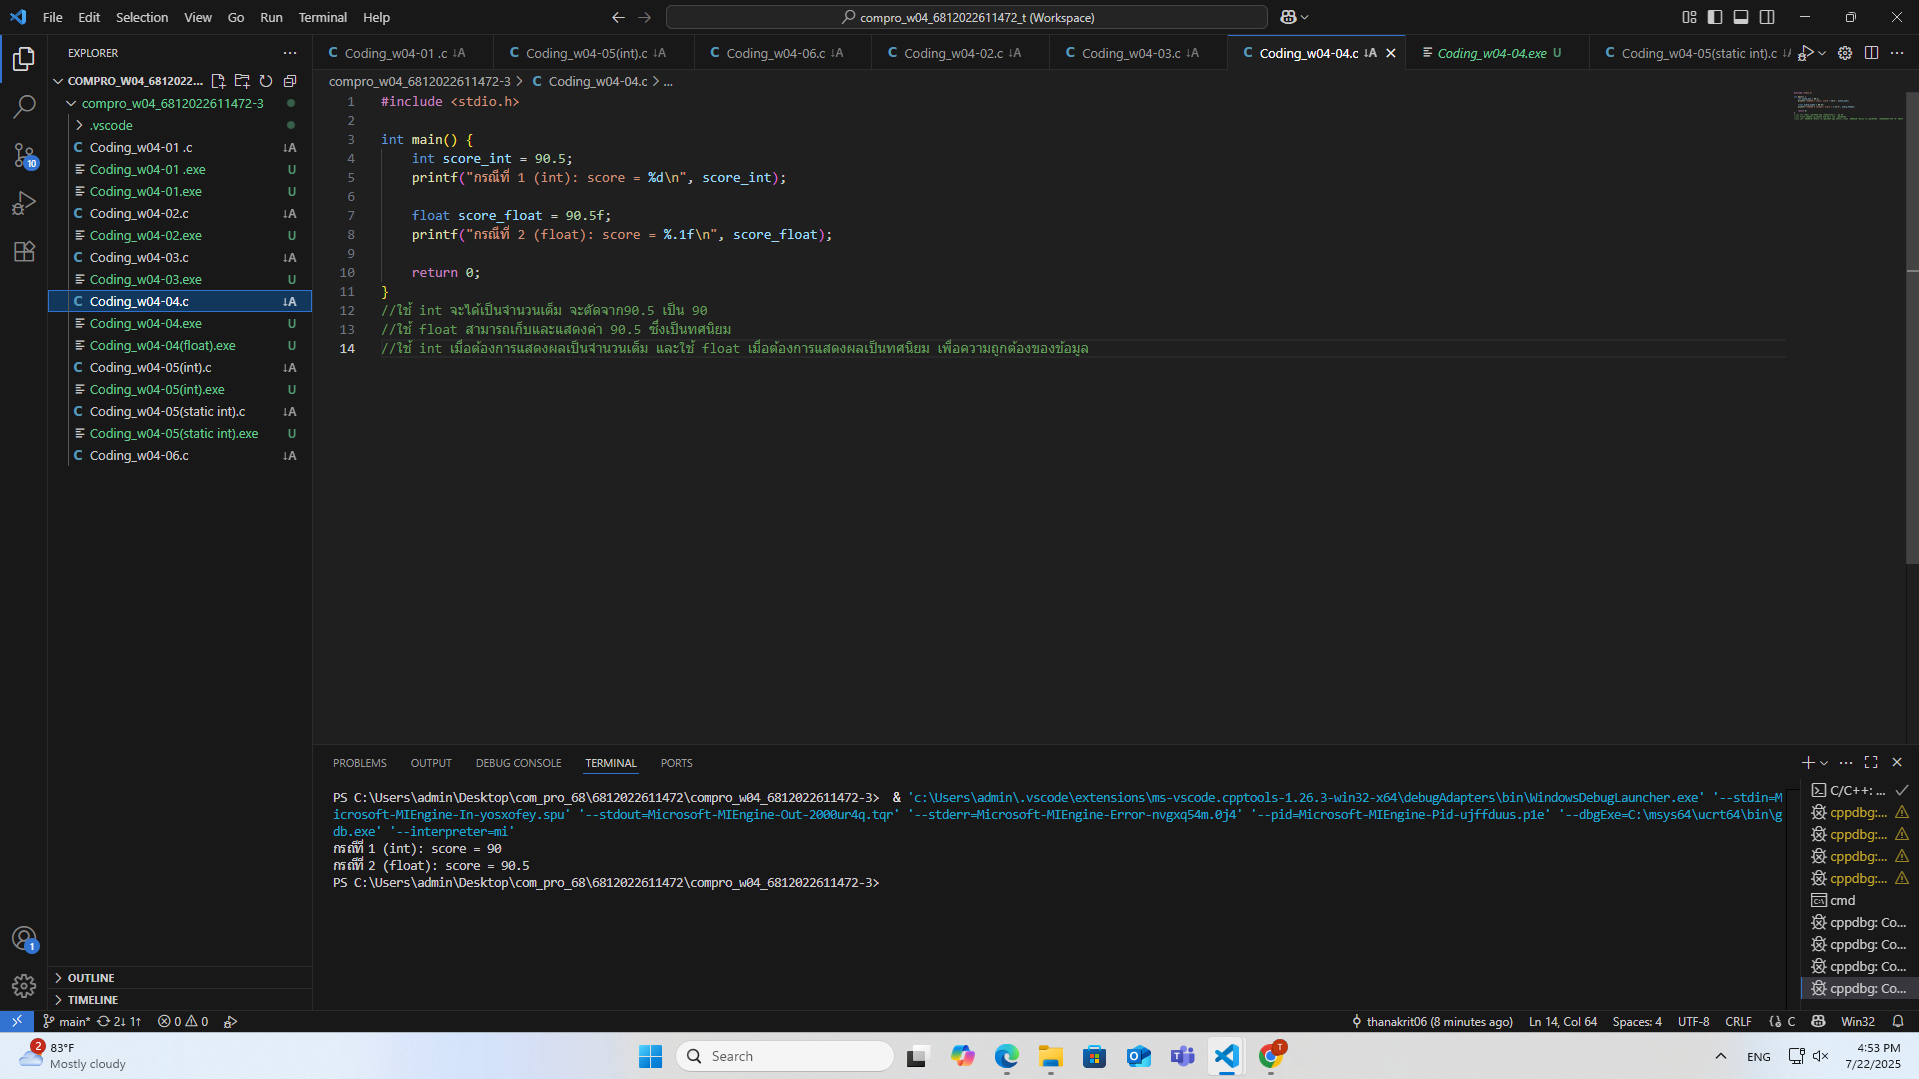 File Edit Selection View Go Run Terminal Help
compro_w04_6812022611472_t (Workspace)
EXPLORER
COMPRO_W04_6812022...
compro_w04_6812022611472-3
.vscode
Coding_w04-01 .c ↓A
Coding_w04-01 .exe U
Coding_w04-01.exe U
Coding_w04-02.c ↓A
Coding_w04-02.exe U
Coding_w04-03.c ↓A
Coding_w04-03.exe U
Coding_w04-04.c ↓A
Coding_w04-04.exe U
Coding_w04-04(float).exe U
Coding_w04-05(int).c ↓A
Coding_w04-05(int).exe U
Coding_w04-05(static int).c ↓A
Coding_w04-05(static int).exe U
Coding_w04-06.c ↓A
OUTLINE
TIMELINE
10
1
Coding_w04-01 .c ↓A Coding_w04-05(int).c ↓A Coding_w04-06.c ↓A Coding_w04-02.c ↓A Coding_w04-03.c ↓A Coding_w04-04.c ↓A Coding_w04-04.exe U Coding_w04-05(static int).c
compro_w04_6812022611472-3 > C Coding_w04-04.c > ...
1 #include <stdio.h>
2
3 int main() {
4 int score_int = 90.5;
5 printf("กรณีที่ 1 (int): score = %d\n", score_int);
6
7 float score_float = 90.5f;
8 printf("กรณีที่ 2 (float): score = %.1f\n", score_float);
9
10 return 0;
11 }
12 //ใช้ int จะได้เป็นจำนวนเต็ม จะตัดจาก90.5 เป็น 90
13 //ใช้ float สามารถเก็บและแสดงค่า 90.5 ซึ่งเป็นทศนิยม
14 //ใช้ int เมื่อต้องการแสดงผลเป็นจำนวนเต็ม และใช้ float เมื่อต้องการแสดงผลเป็นทศนิยม เพื่อความถูกต้องของข้อมูล
PROBLEMS OUTPUT DEBUG CONSOLE TERMINAL PORTS
PS C:\Users\admin\Desktop\com_pro_68\6812022611472\compro_w04_6812022611472-3> & 'c:\Users\admin\.vscode\extensions\ms-vscode.cpptools-1.26.3-win32-x64\debugAdapters\bin\WindowsDebugLauncher.exe' '--stdin=M
icrosoft-MIEngine-In-yosxofey.spu' '--stdout=Microsoft-MIEngine-Out-2000ur4q.tqr' '--stderr=Microsoft-MIEngine-Error-nvgxq54m.0j4' '--pid=Microsoft-MIEngine-Pid-ujffduus.p1e' '--dbgExe=C:\msys64\ucrt64\bin\g
db.exe' '--interpreter=mi'
กรณีที่ 1 (int): score = 90
กรณีที่ 2 (float): score = 90.5
PS C:\Users\admin\Desktop\com_pro_68\6812022611472\compro_w04_6812022611472-3>
C/C++: ...
cppdbg:...
cppdbg:...
cppdbg:...
cppdbg:...
cmd
cppdbg: Co...
cppdbg: Co...
cppdbg: Co...
cppdbg: Co...
main* 2↓ 1↑ 0 0 thanakrit06 (8 minutes ago) Ln 14, Col 64 Spaces: 4 UTF-8 CRLF {} C Win32
2
83°F
Mostly cloudy
Search
T
ENG
4:53 PM
7/22/2025